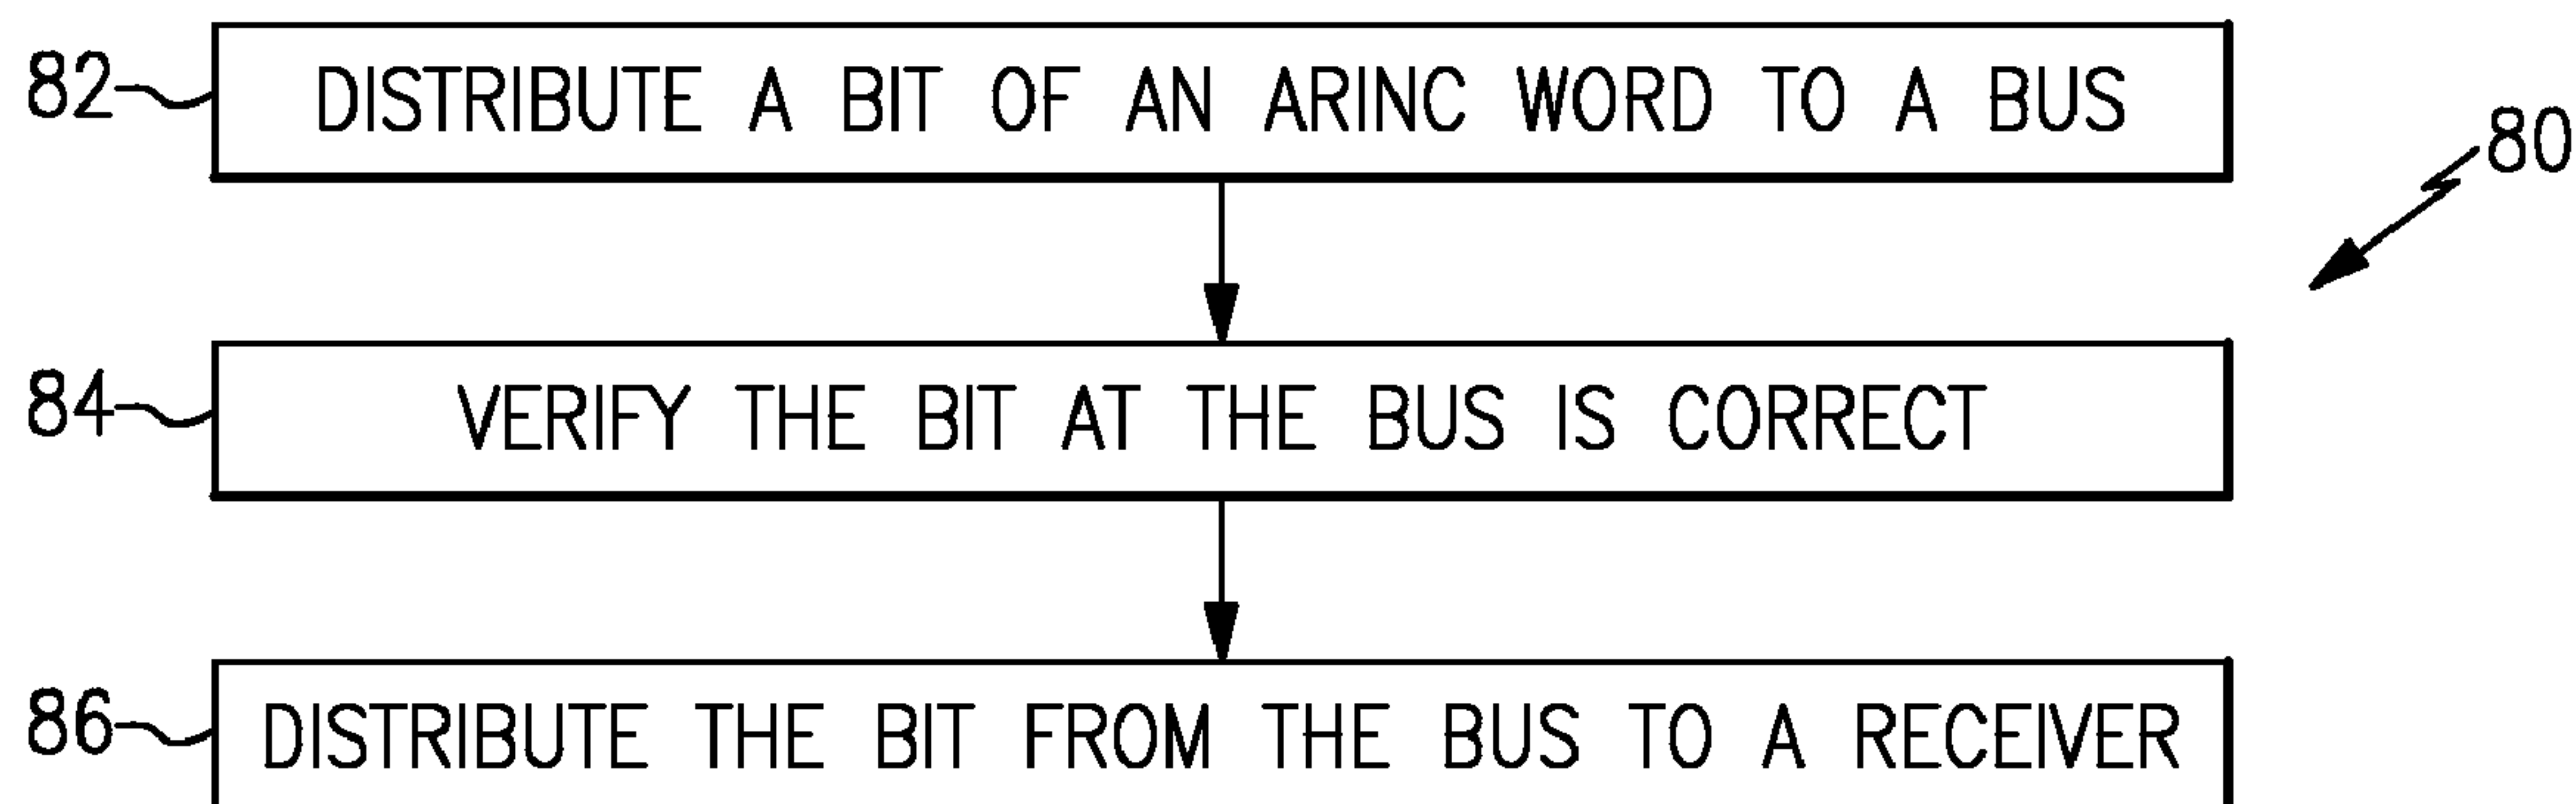 82 DISTRIBUTE A BIT OF AN ARINC WORD TO A BUS
80
84 VERIFY THE BIT AT THE BUS IS CORRECT
86 DISTRIBUTE THE BIT FROM THE BUS TO A RECEIVER